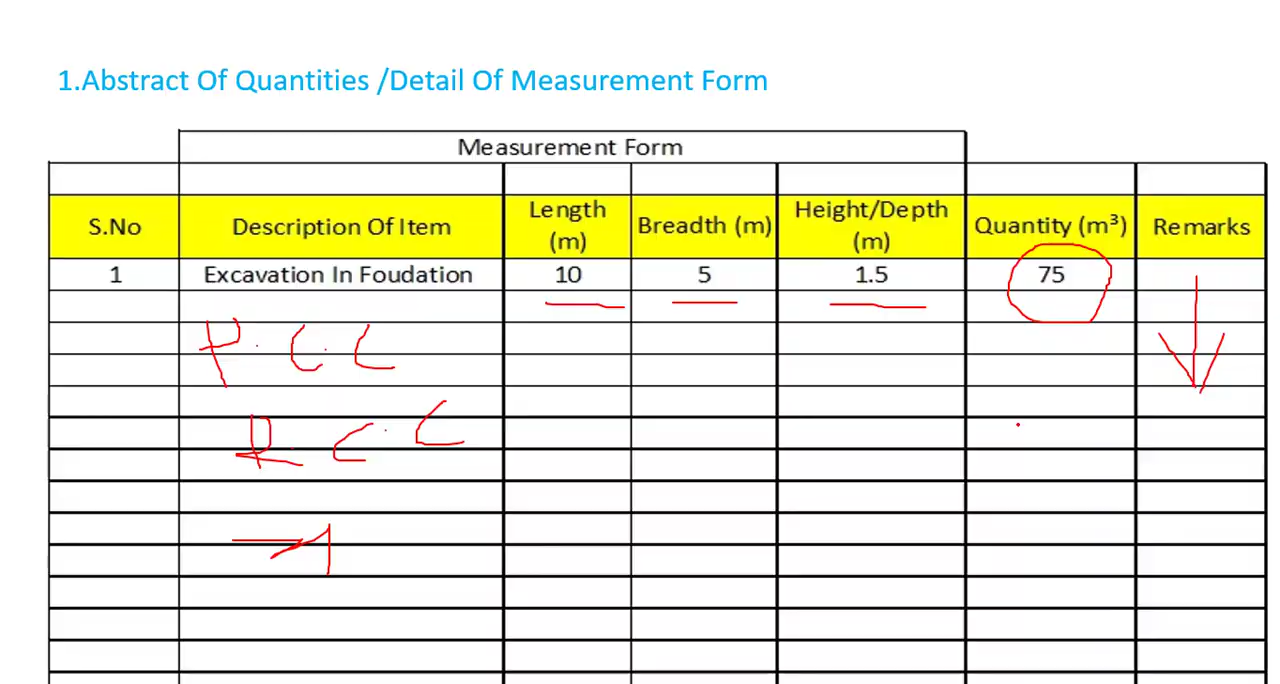 1.Abstract Of Quantities /Detail Of Measurement Form
Measurement Form
S.No Description Of Item Length (m) Breadth (m) Height/Depth (m) Quantity (m³) Remarks
1 Excavation In Foudation 10 5 1.5 75
P.C.C
R.C.C